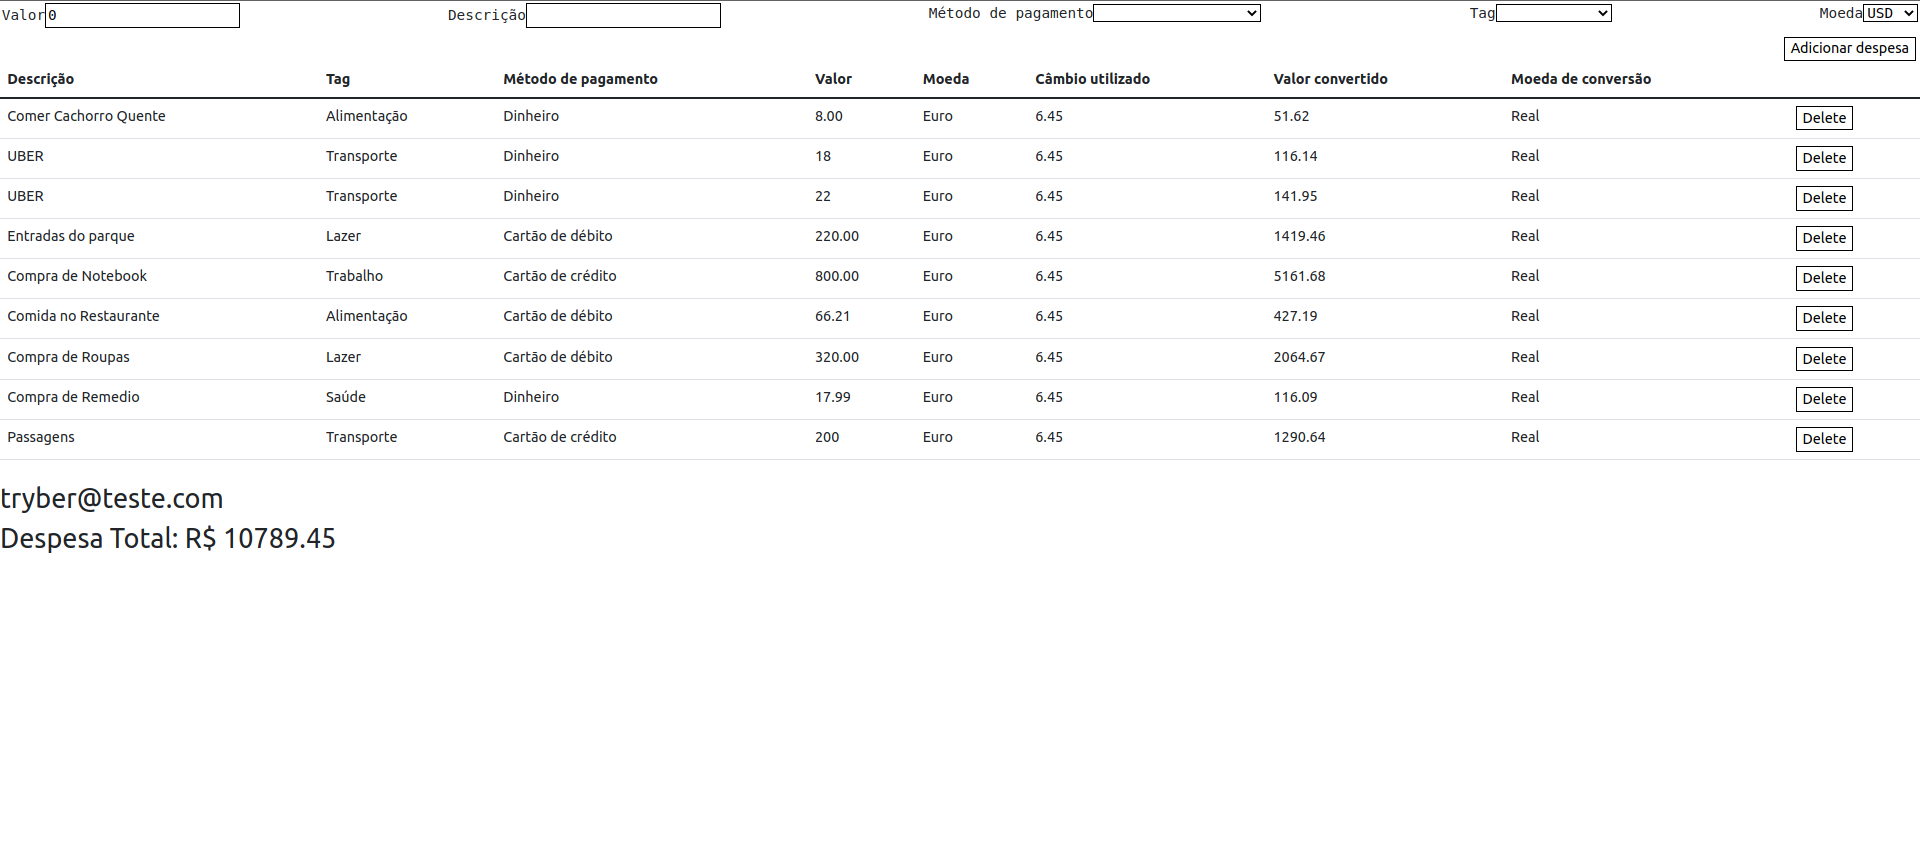 Valor 0 Descrição Método de pagamento Tag Moeda USD
Adicionar despesa
Descrição Tag Método de pagamento Valor Moeda Câmbio utilizado Valor convertido Moeda de conversão
Comer Cachorro Quente Alimentação Dinheiro 8.00 Euro 6.45 51.62 Real Delete
UBER Transporte Dinheiro 18 Euro 6.45 116.14 Real Delete
UBER Transporte Dinheiro 22 Euro 6.45 141.95 Real Delete
Entradas do parque Lazer Cartão de débito 220.00 Euro 6.45 1419.46 Real Delete
Compra de Notebook Trabalho Cartão de crédito 800.00 Euro 6.45 5161.68 Real Delete
Comida no Restaurante Alimentação Cartão de débito 66.21 Euro 6.45 427.19 Real Delete
Compra de Roupas Lazer Cartão de débito 320.00 Euro 6.45 2064.67 Real Delete
Compra de Remedio Saúde Dinheiro 17.99 Euro 6.45 116.09 Real Delete
Passagens Transporte Cartão de crédito 200 Euro 6.45 1290.64 Real Delete
tryber@teste.com
Despesa Total: R$ 10789.45